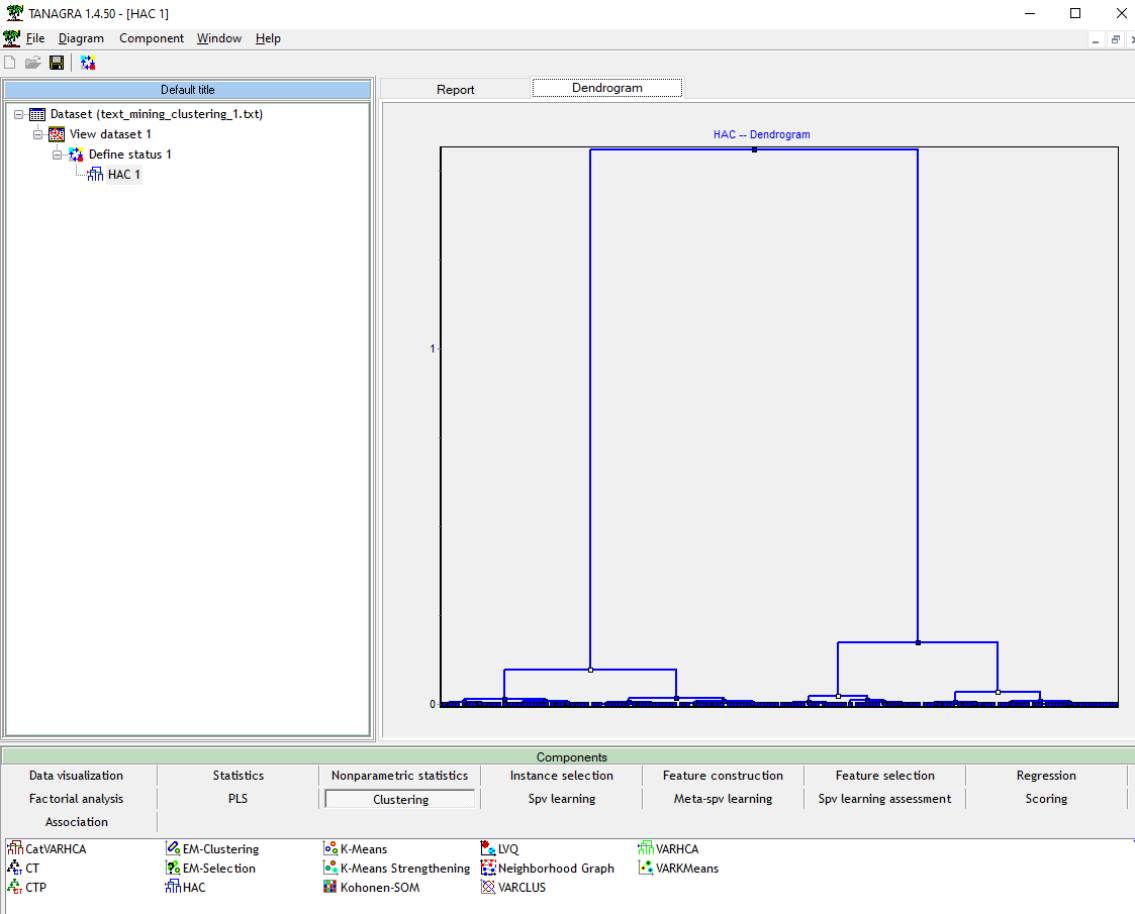 TANAGRA 1.4.50 - [HAC 1]
File Diagram Component Window Help
Default title
Dataset (text_mining_clustering_1.txt)
View dataset 1
Define status 1
HAC 1
Report Dendrogram
HAC -- Dendrogram
1
0
Components
Data visualization Statistics Nonparametric statistics Instance selection Feature construction Feature selection Regression
Factorial analysis PLS Clustering Spv learning Meta-spv learning Spv learning assessment Scoring
Association
CatVARHCA EM-Clustering K-Means LVQ VARHCA
CT EM-Selection K-Means Strengthening Neighborhood Graph VARKMeans
CTP HAC Kohonen-SOM VARCLUS